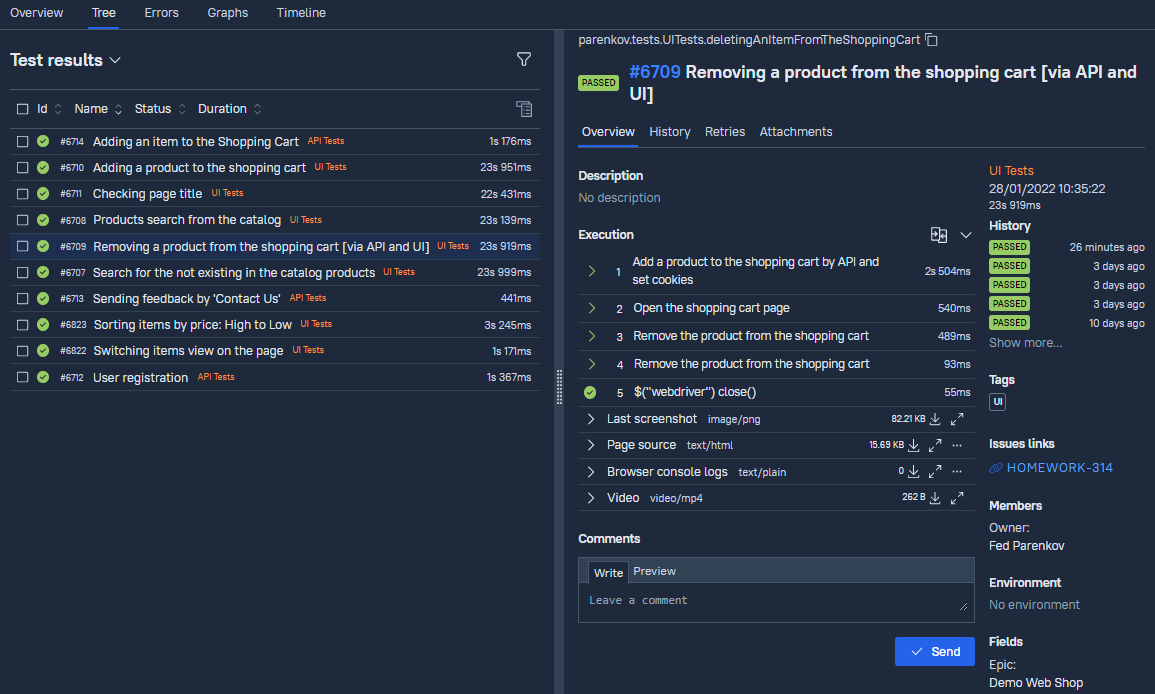 Overview Tree Errors Graphs Timeline
Test results
Id Name Status Duration
#6714 Adding an item to the Shopping Cart API Tests 1s 176ms
#6710 Adding a product to the shopping cart UI Tests 23s 951ms
#6711 Checking page title UI Tests 22s 431ms
#6708 Products search from the catalog UI Tests 23s 139ms
#6709 Removing a product from the shopping cart [via API and UI] UI Tests 23s 919ms
#6707 Search for the not existing in the catalog products UI Tests 23s 999ms
#6713 Sending feedback by 'Contact Us' API Tests 441ms
#6823 Sorting items by price: High to Low UI Tests 3s 245ms
#6822 Switching items view on the page UI Tests 1s 171ms
#6712 User registration API Tests 1s 367ms
parenkov.tests.UITests.deletingAnItemFromTheShoppingCart
PASSED #6709 Removing a product from the shopping cart [via API and
UI]
Overview History Retries Attachments
Description
No description
Execution
1 Add a product to the shopping cart by API and
set cookies 2s 504ms
2 Open the shopping cart page 540ms
3 Remove the product from the shopping cart 489ms
4 Remove the product from the shopping cart 93ms
5 $("webdriver") close() 55ms
Last screenshot image/png 82.21 KB
Page source text/html 15.69 KB ...
Browser console logs text/plain 0 ...
Video video/mp4 262 B
Comments
Write Preview
Leave a comment
Send
UI Tests
28/01/2022 10:35:22
23s 919ms
History
PASSED 26 minutes ago
PASSED 3 days ago
PASSED 3 days ago
PASSED 3 days ago
PASSED 10 days ago
Show more...
Tags
UI
Issues links
HOMEWORK-314
Members
Owner:
Fed Parenkov
Environment
No environment
Fields
Epic:
Demo Web Shop